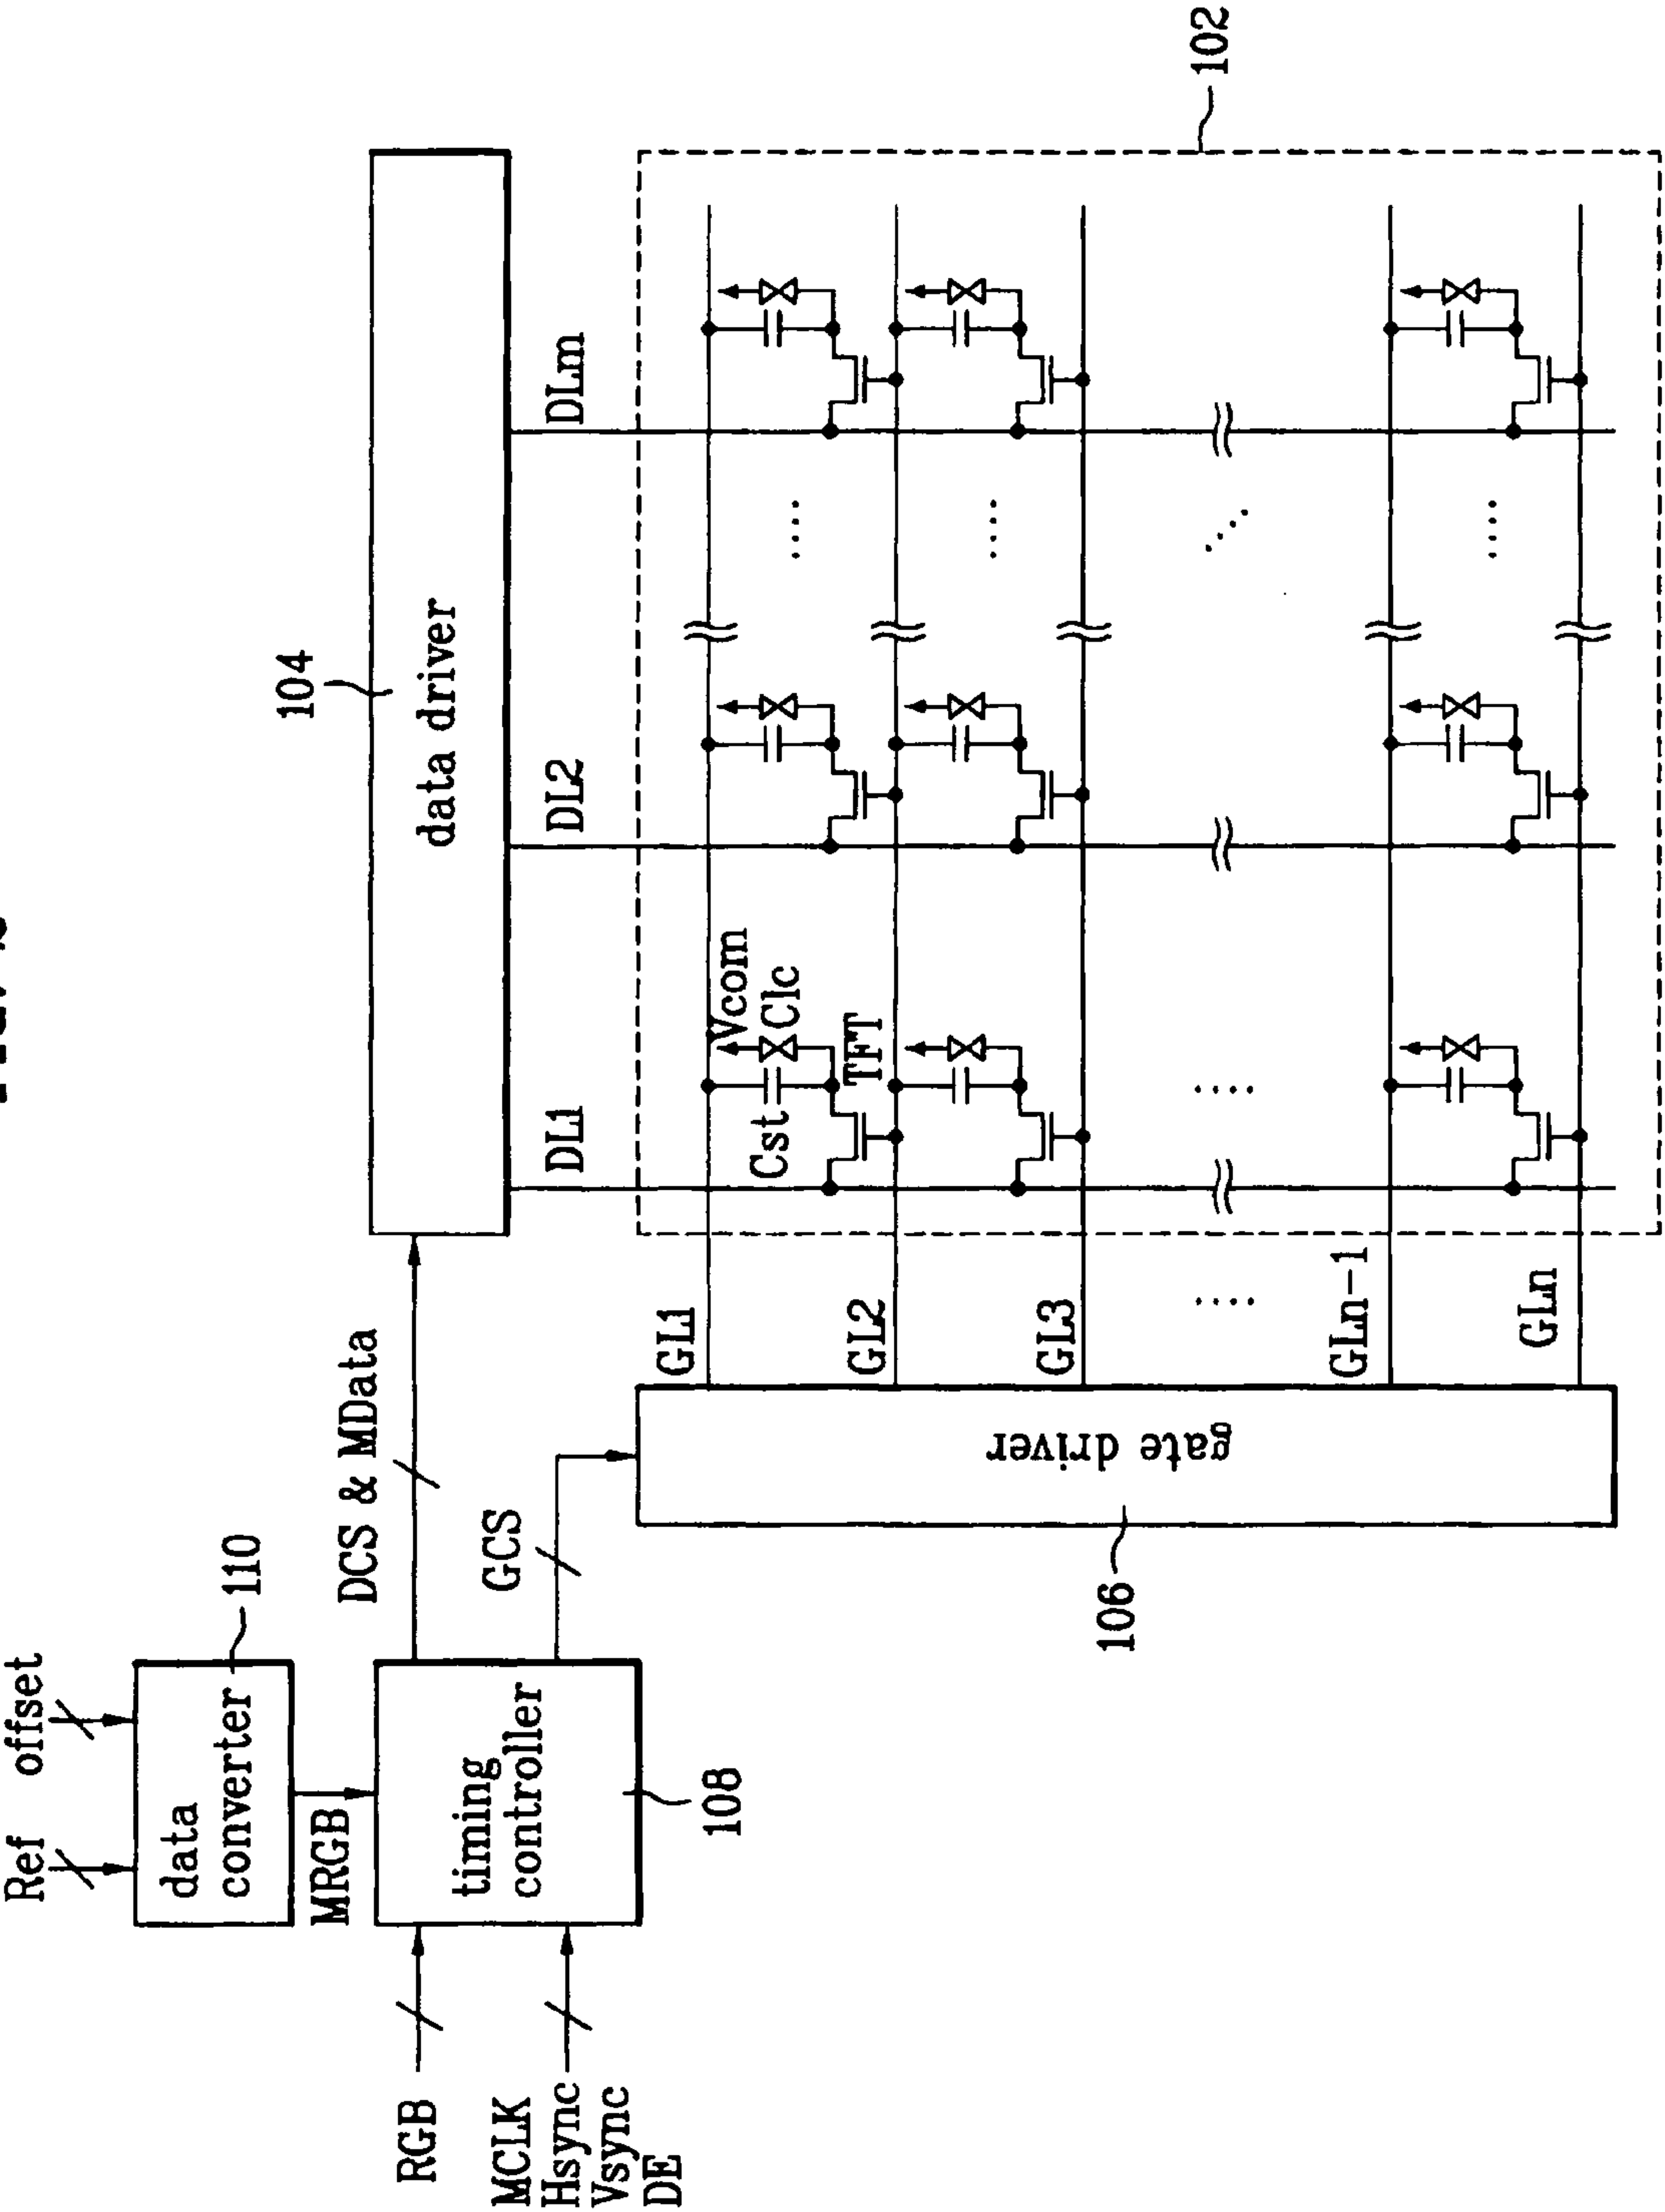 Ref offset
data
converter
110
MRGB
RGB
MCLK
Hsync
Vsync
DE
timing
controller
108
DCS & MData
GCS
104
data driver
106
gate driver
DL1
DL2
DLm
GL1
GL2
GL3
GLn-1
GLn
Vcom
Clc
Cst
TFT
102